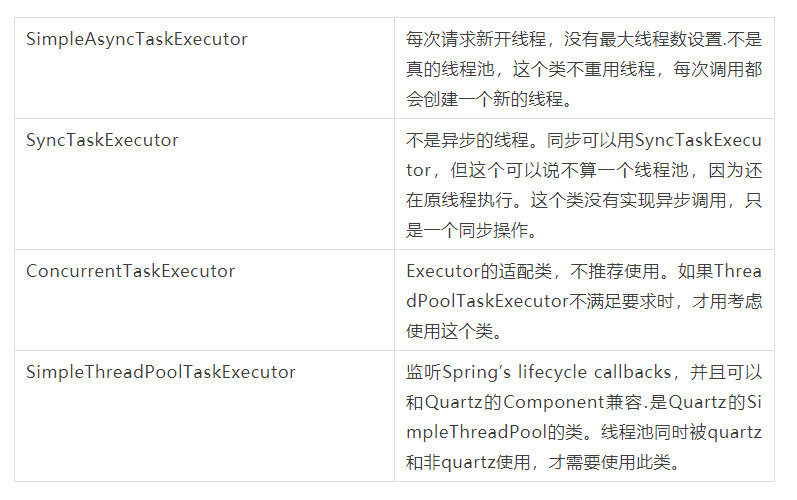 SimpleAsyncTaskExecutor
每次请求新开线程，没有最大线程数设置.不是
真的线程池，这个类不重用线程，每次调用都
会创建一个新的线程。
SyncTaskExecutor
不是异步的线程。同步可以用SyncTaskExecu
tor，但这个可以说不算一个线程池，因为还
在原线程执行。这个类没有实现异步调用，只
是一个同步操作。
ConcurrentTaskExecutor
Executor的适配类，不推荐使用。如果Threa
dPoolTaskExecutor不满足要求时，才用考虑
使用这个类。
SimpleThreadPoolTaskExecutor
监听Spring’s lifecycle callbacks，并且可以
和Quartz的Component兼容.是Quartz的Si
mpleThreadPool的类。线程池同时被quartz
和非quartz使用，才需要使用此类。